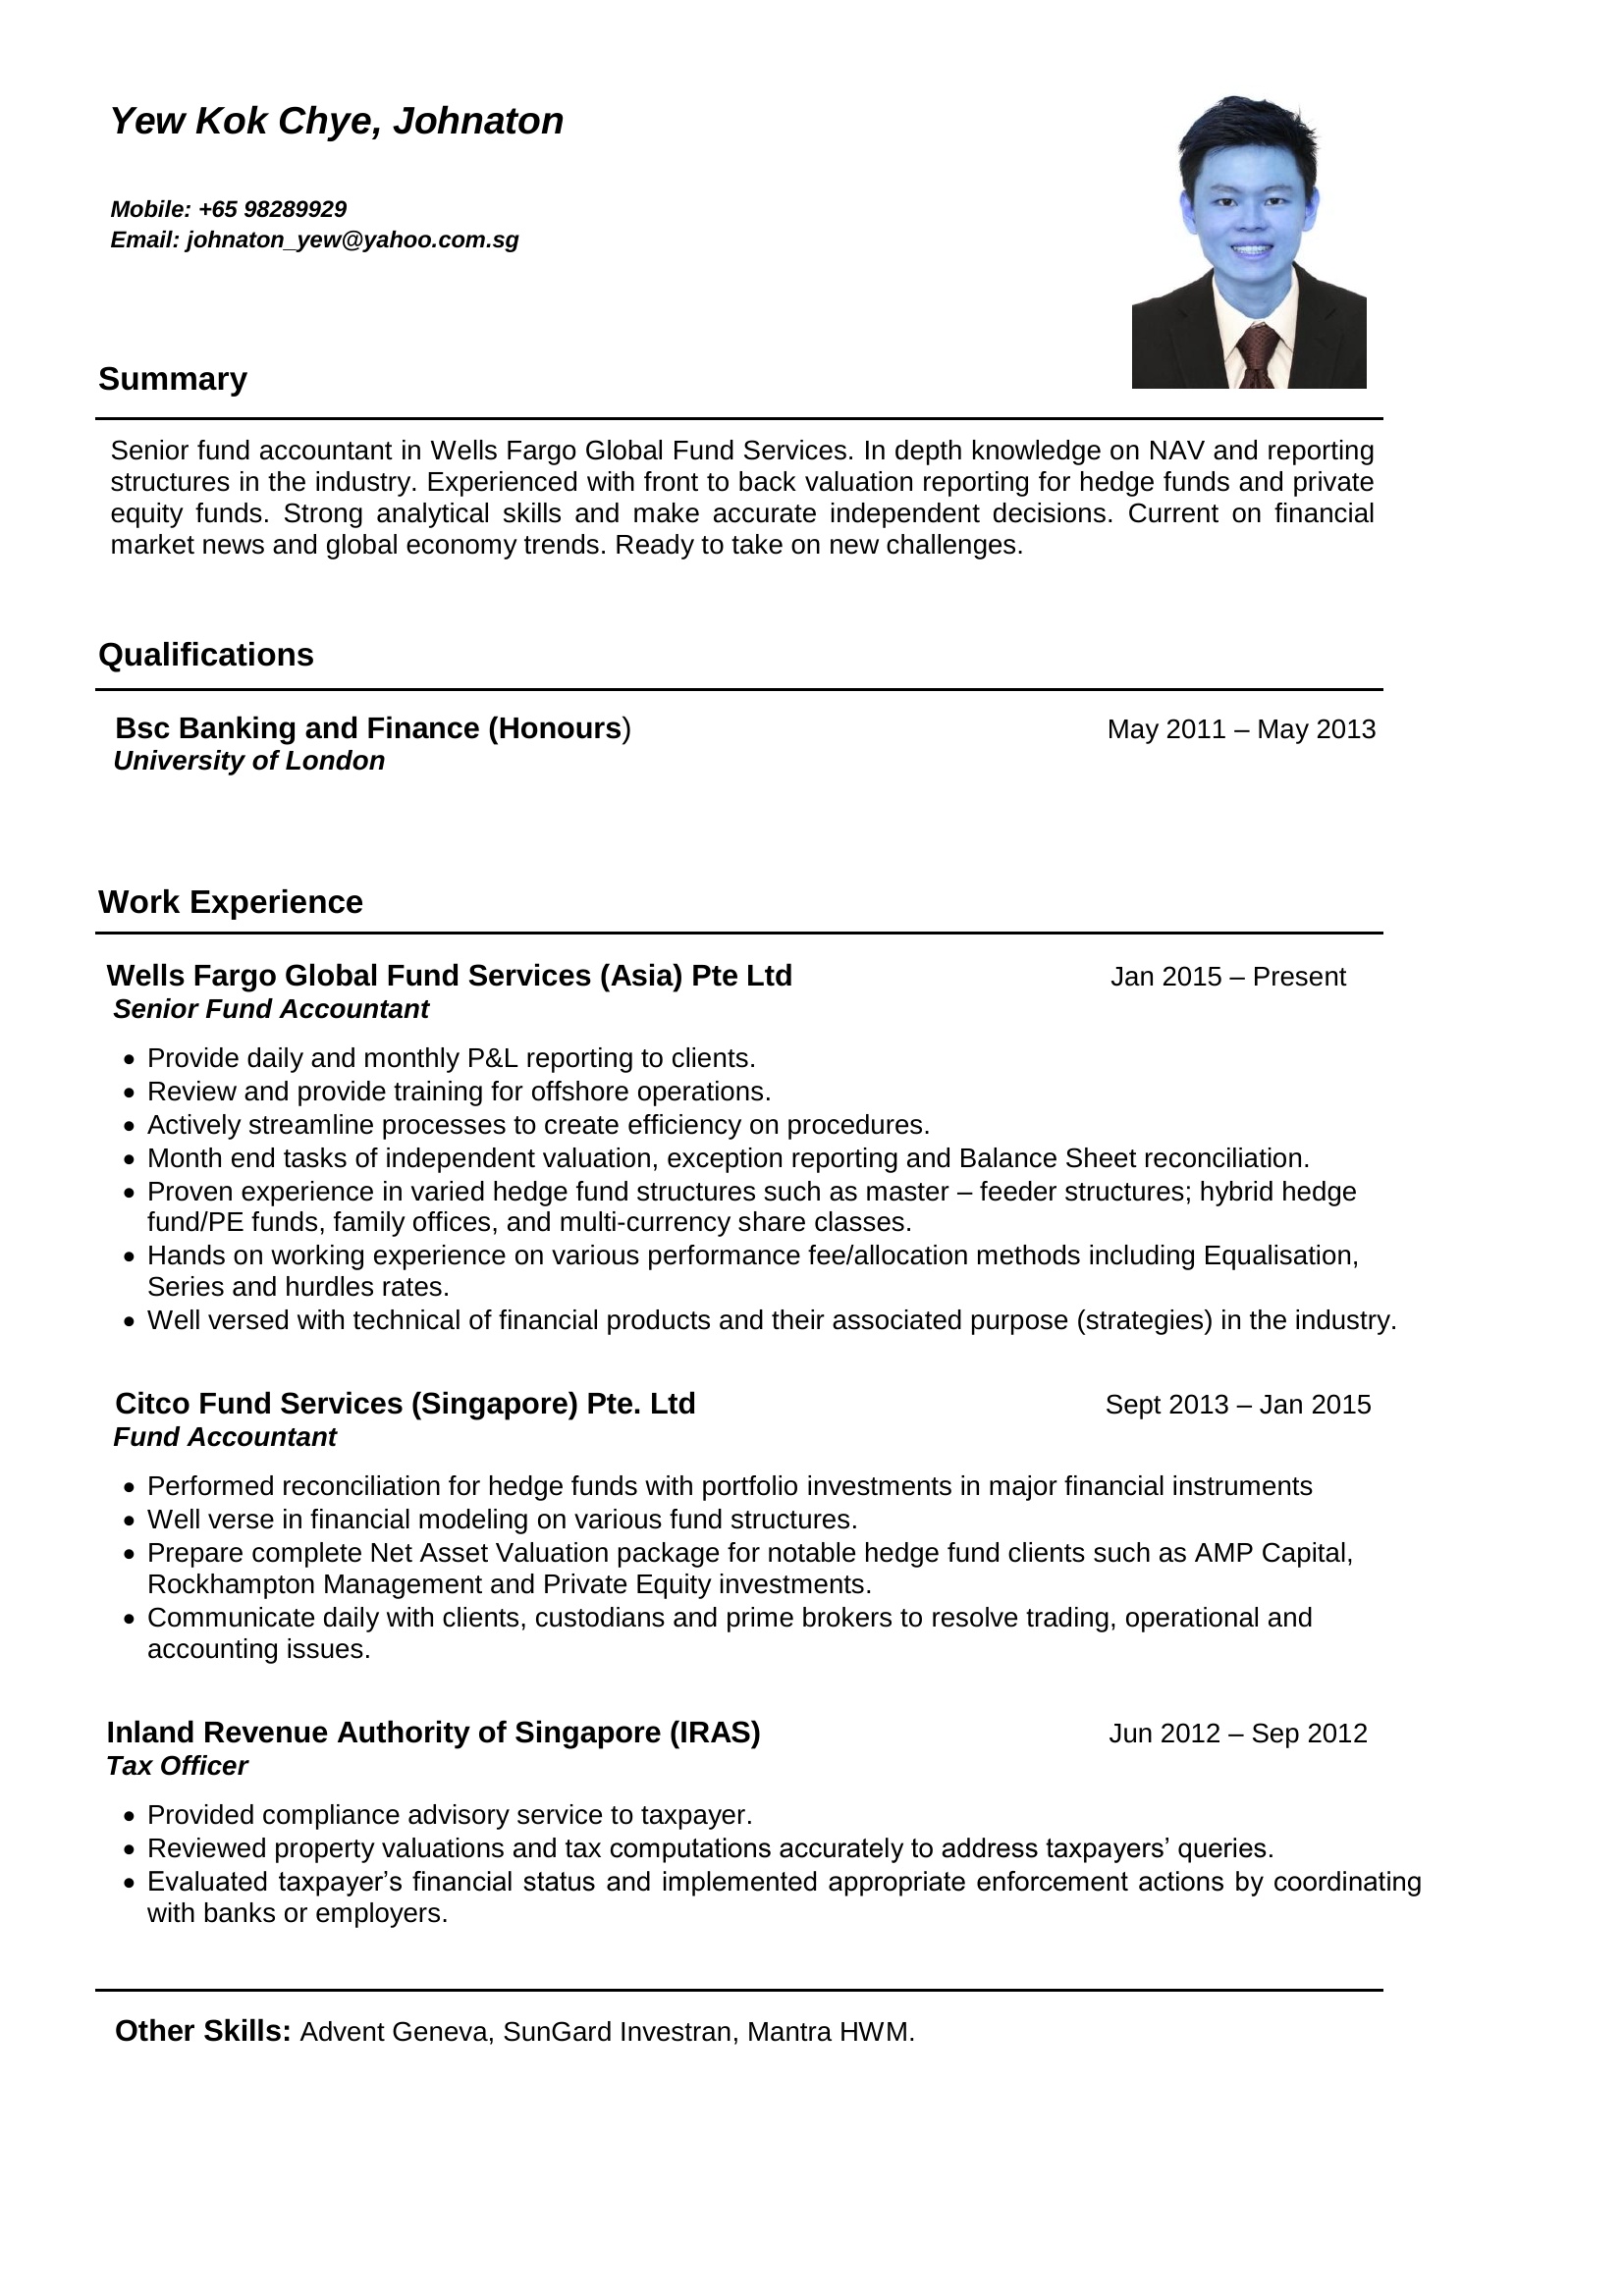 Yew Kok Chye, Johnaton
Mobile: +65 98289929
Email: johnaton_yew@yahoo.com.sg
Summary
Senior fund accountant in Wells Fargo Global Fund Services. In depth knowledge on NAV and reporting
structures in the industry. Experienced with front to back valuation reporting for hedge funds and private
equity funds. Strong analytical skills and make accurate independent decisions. Current on financial
market news and global economy trends. Ready to take on new challenges.
Qualifications
Bsc Banking and Finance (Honours) May 2011 – May 2013
University of London
Work Experience
Wells Fargo Global Fund Services (Asia) Pte Ltd Jan 2015 – Present
Senior Fund Accountant
• Provide daily and monthly P&L reporting to clients.
• Review and provide training for offshore operations.
• Actively streamline processes to create efficiency on procedures.
• Month end tasks of independent valuation, exception reporting and Balance Sheet reconciliation.
• Proven experience in varied hedge fund structures such as master – feeder structures; hybrid hedge
fund/PE funds, family offices, and multi-currency share classes.
• Hands on working experience on various performance fee/allocation methods including Equalisation,
Series and hurdles rates.
• Well versed with technical of financial products and their associated purpose (strategies) in the industry.
Citco Fund Services (Singapore) Pte. Ltd Sept 2013 – Jan 2015
Fund Accountant
• Performed reconciliation for hedge funds with portfolio investments in major financial instruments
• Well verse in financial modeling on various fund structures.
• Prepare complete Net Asset Valuation package for notable hedge fund clients such as AMP Capital,
Rockhampton Management and Private Equity investments.
• Communicate daily with clients, custodians and prime brokers to resolve trading, operational and
accounting issues.
Inland Revenue Authority of Singapore (IRAS) Jun 2012 – Sep 2012
Tax Officer
• Provided compliance advisory service to taxpayer.
• Reviewed property valuations and tax computations accurately to address taxpayers’ queries.
• Evaluated taxpayer’s financial status and implemented appropriate enforcement actions by coordinating
with banks or employers.
Other Skills: Advent Geneva, SunGard Investran, Mantra HWM.